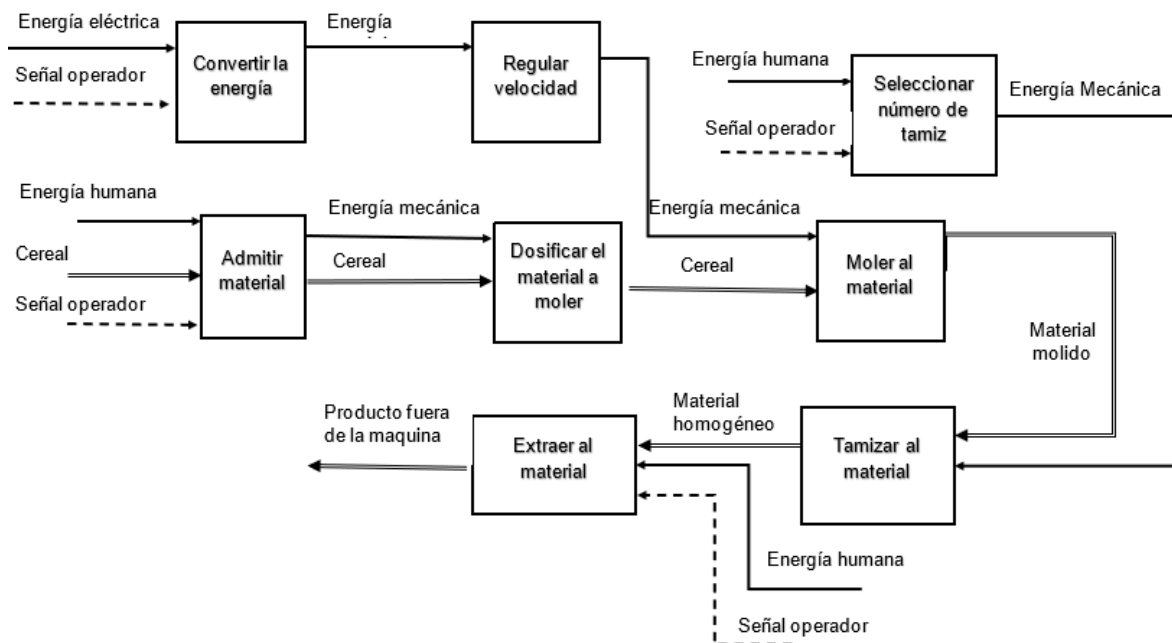 Energía eléctrica
Señal operador
Convertir la
energía
Energía
Regular
velocidad
Energía humana
Señal operador
Seleccionar
número de
tamiz
Energía Mecánica
Energía humana
Cereal
Señal operador
Admitir
material
Energía mecánica
Cereal
Dosificar el
material a
moler
Energía mecánica
Cereal
Moler al
material
Material
molido
Producto fuera
de la maquina
Extraer al
material
Material
homogéneo
Tamizar al
material
Energía humana
Señal operador